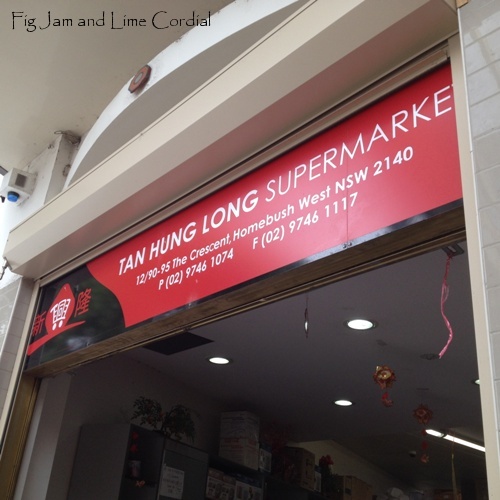 Fig Jam and Lime Cordial
TAN HUNG LONG SUPERMARKE
12/90-95 The Crescent, Homebush West NSW 2140
P (02) 9746 1074 F (02) 9746 1117
新興隆